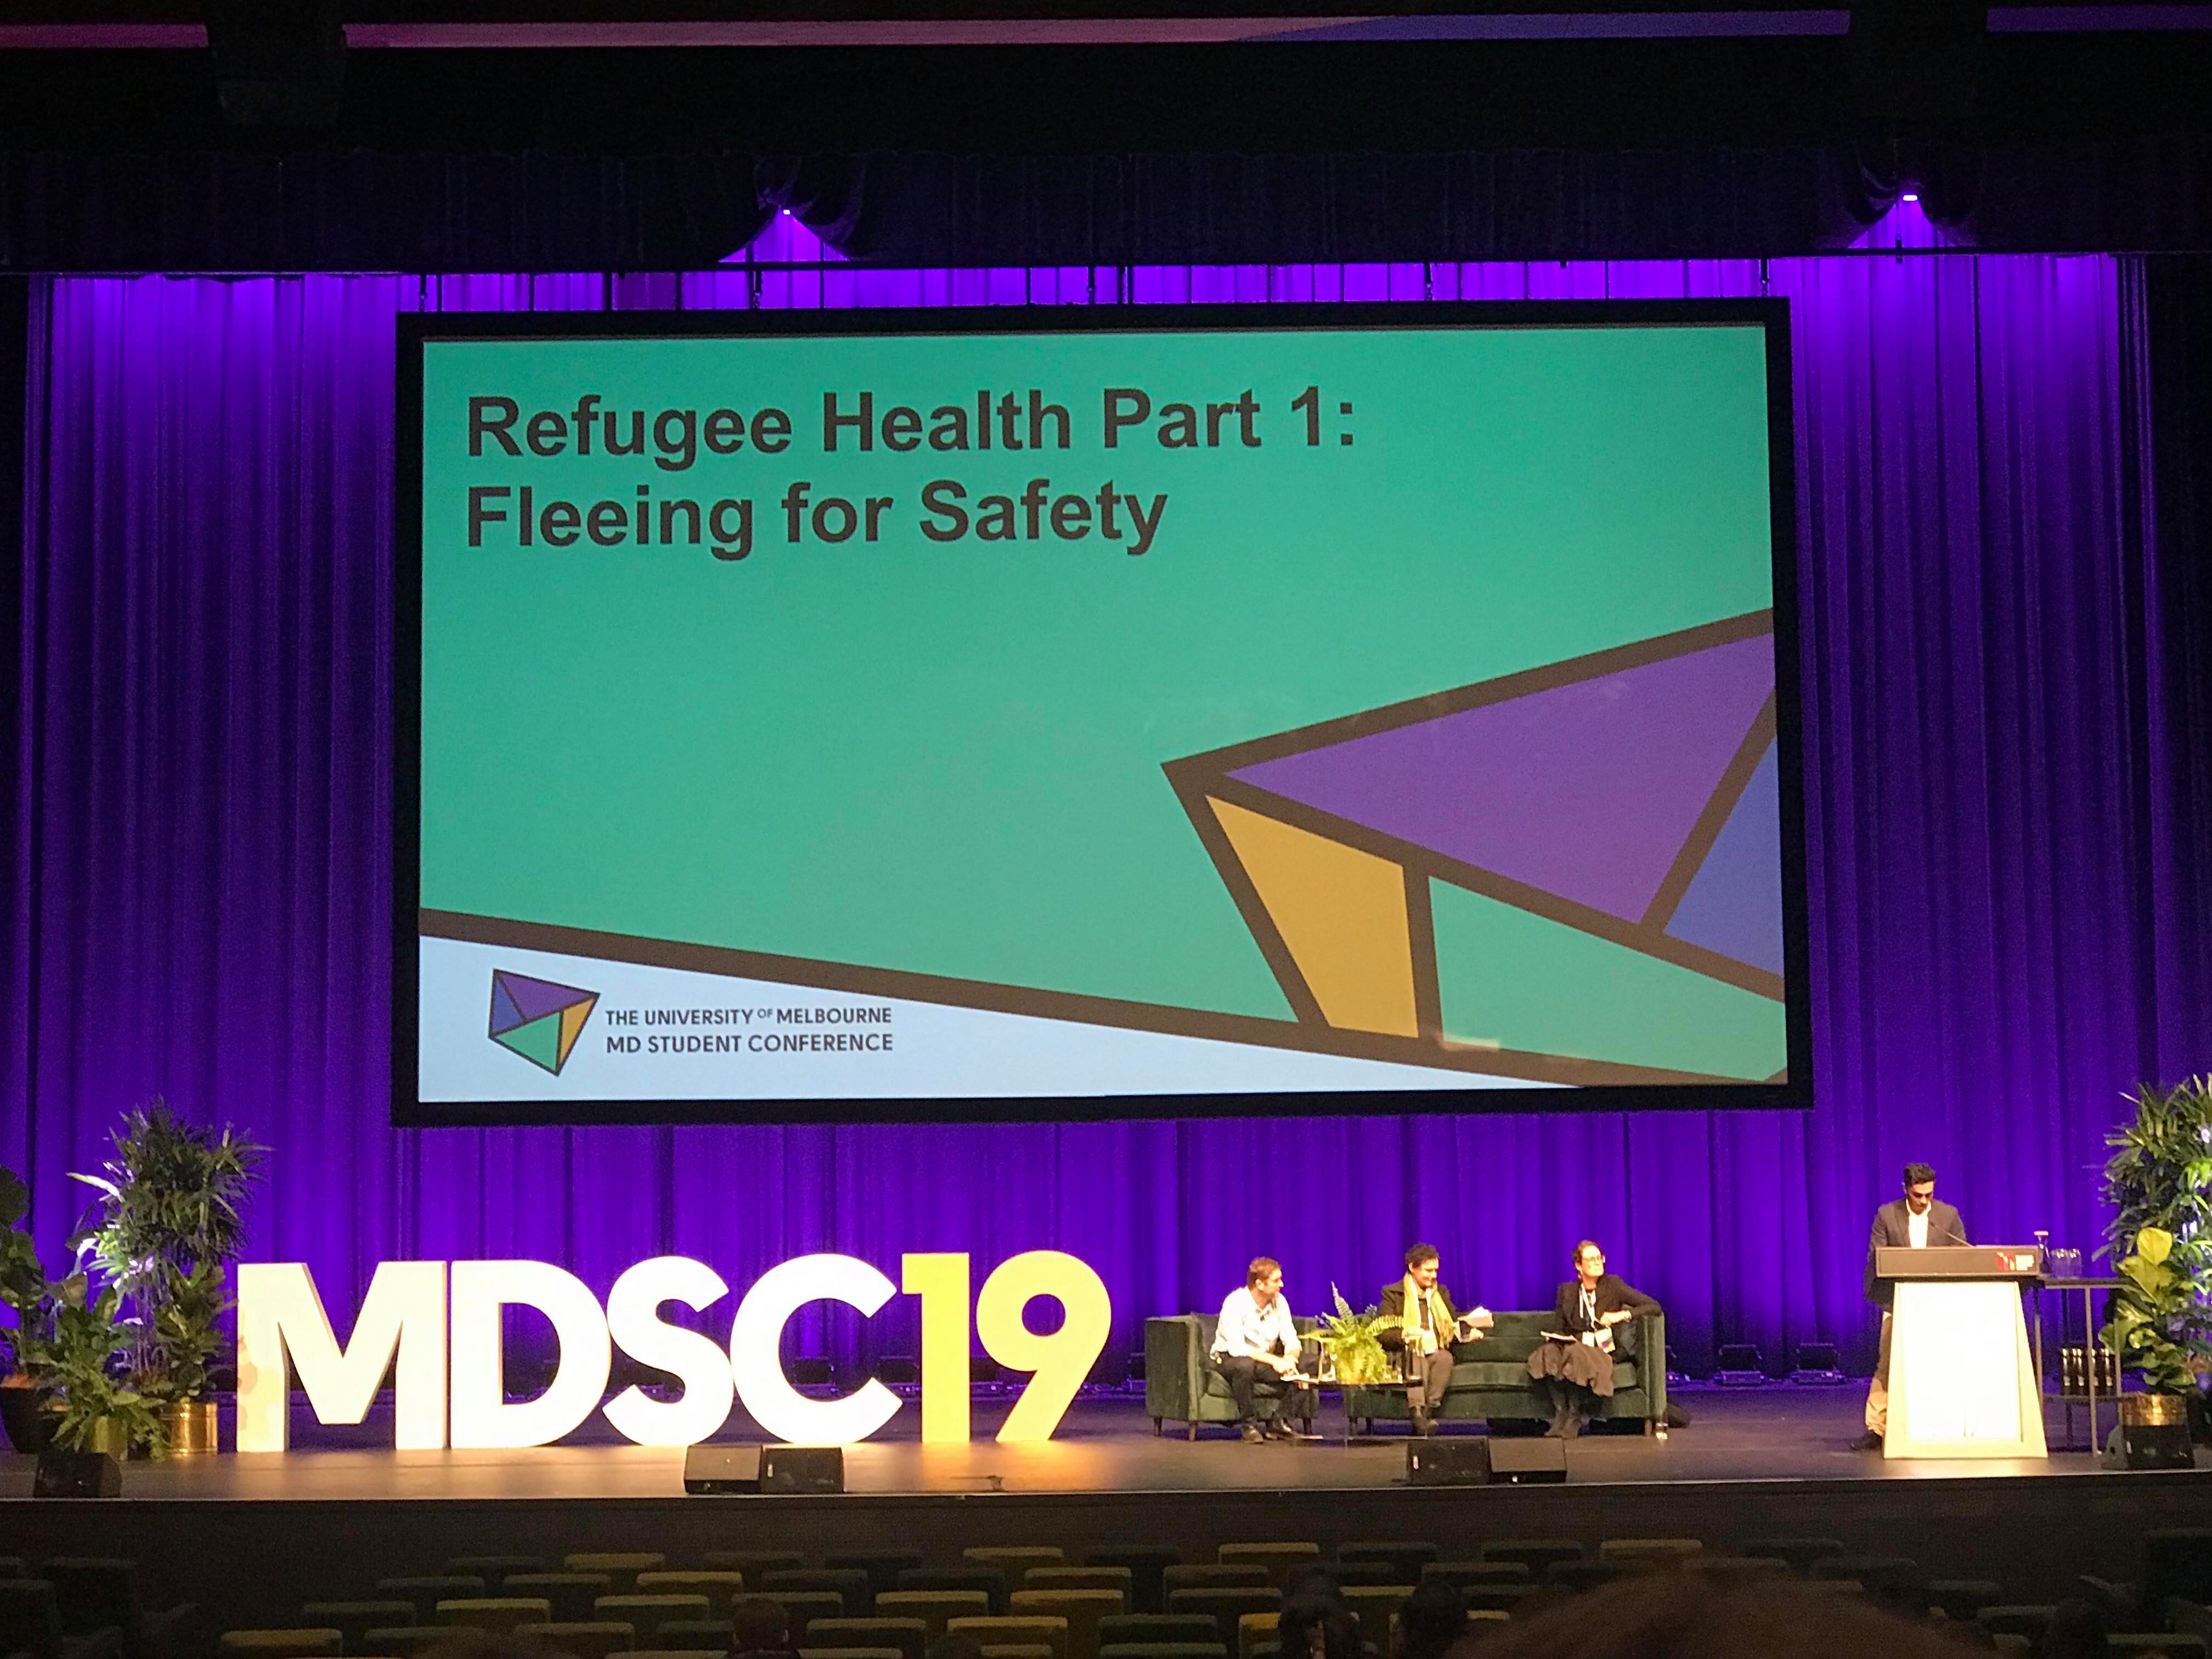 Refugee Health Part 1:
Fleeing for Safety
THE UNIVERSITY OF MELBOURNE
MD STUDENT CONFERENCE
MDSC19